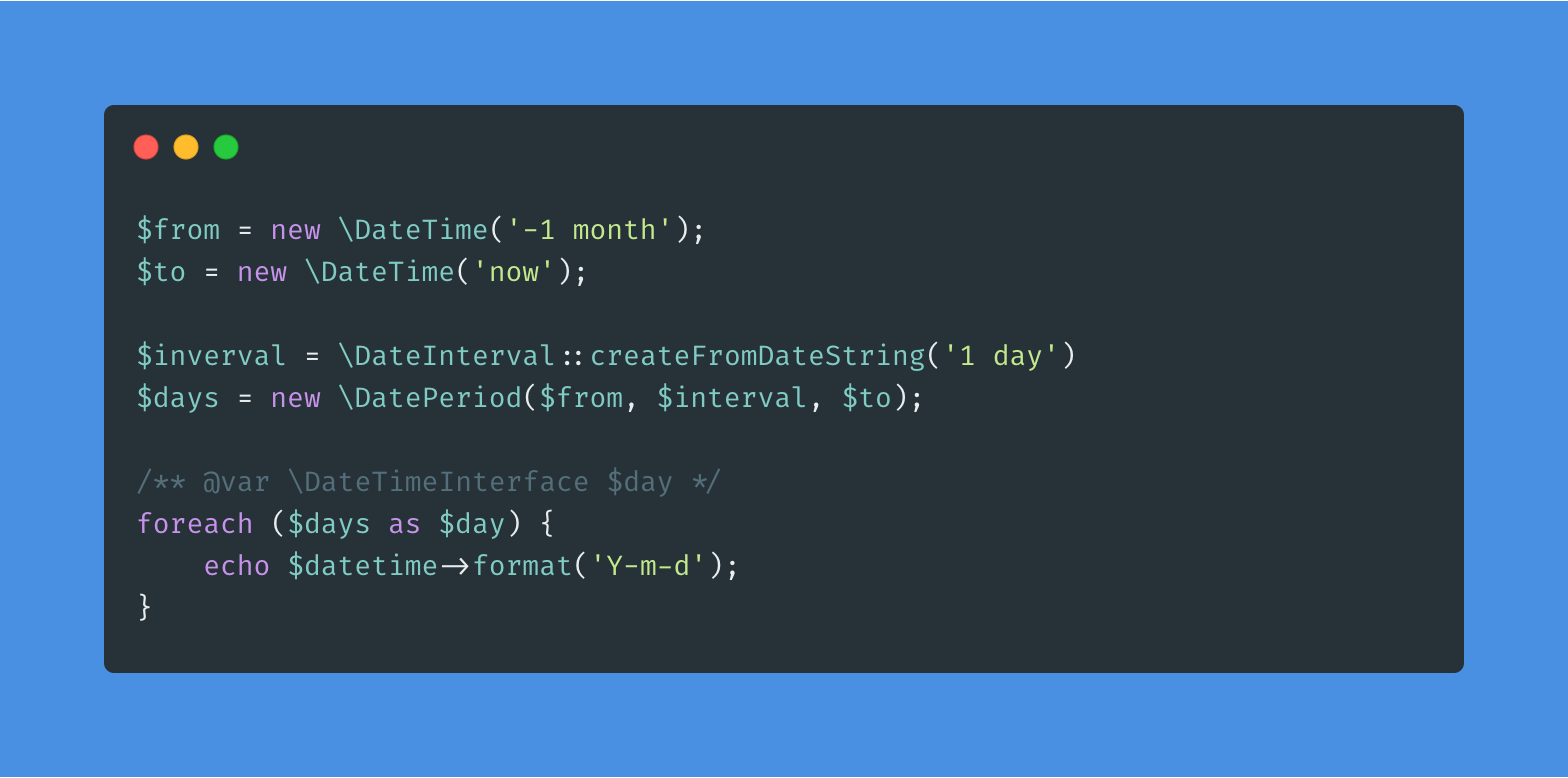 $from = new \DateTime('-1 month');
$to = new \DateTime('now');
$inverval = \DateInterval::createFromDateString('1 day')
$days = new \DatePeriod($from, $interval, $to);
/** @var \DateTimeInterface $day */
foreach ($days as $day) {
    echo $datetime->format('Y-m-d');
}